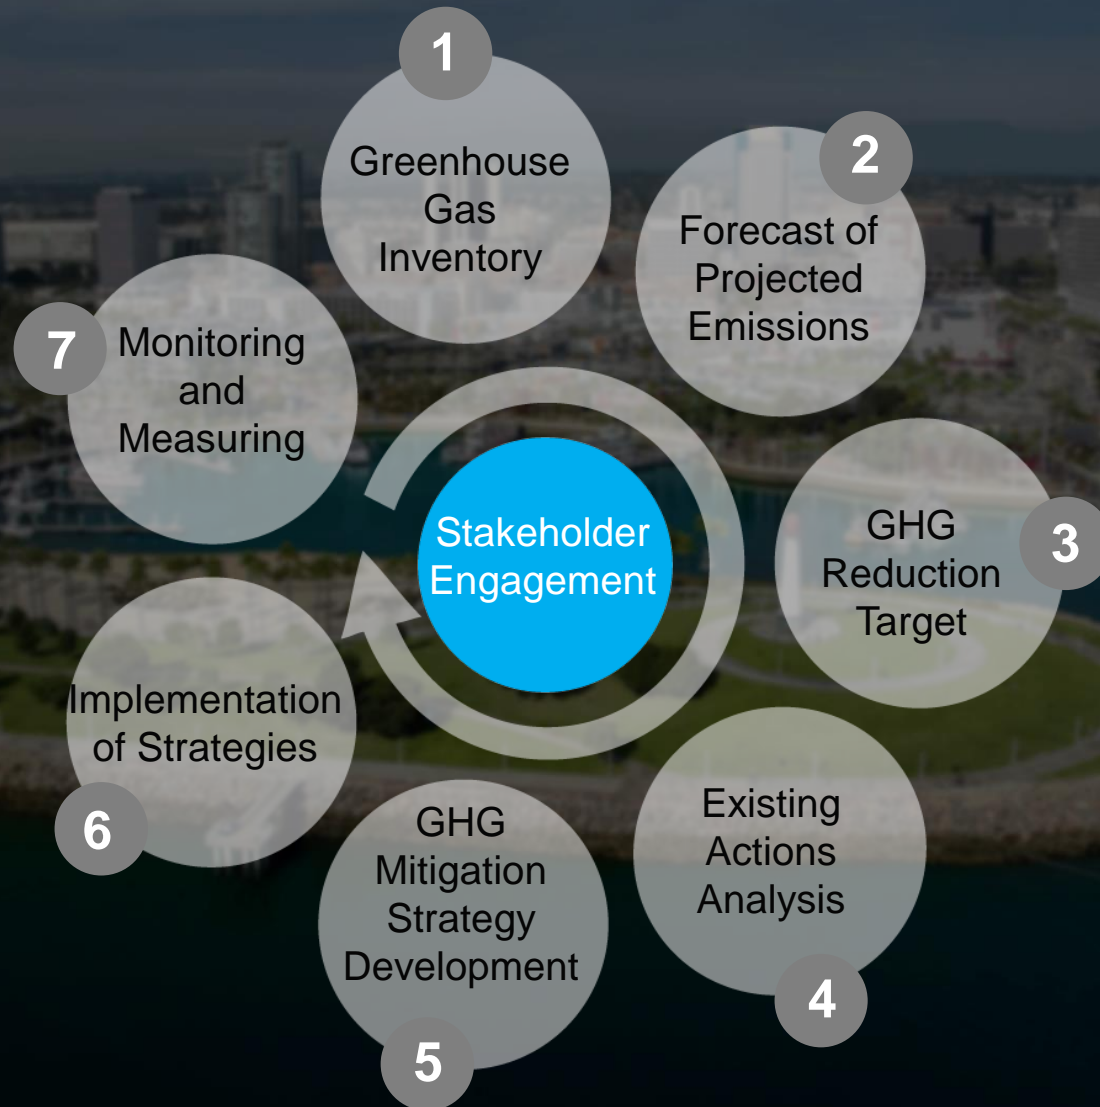 1
Greenhouse
Gas
Inventory
2
Forecast of
Projected
Emissions
3
GHG
Reduction
Target
4
Existing
Actions
Analysis
5
GHG
Mitigation
Strategy
Development
6
Implementation
of Strategies
7
Monitoring
and
Measuring
Stakeholder
Engagement